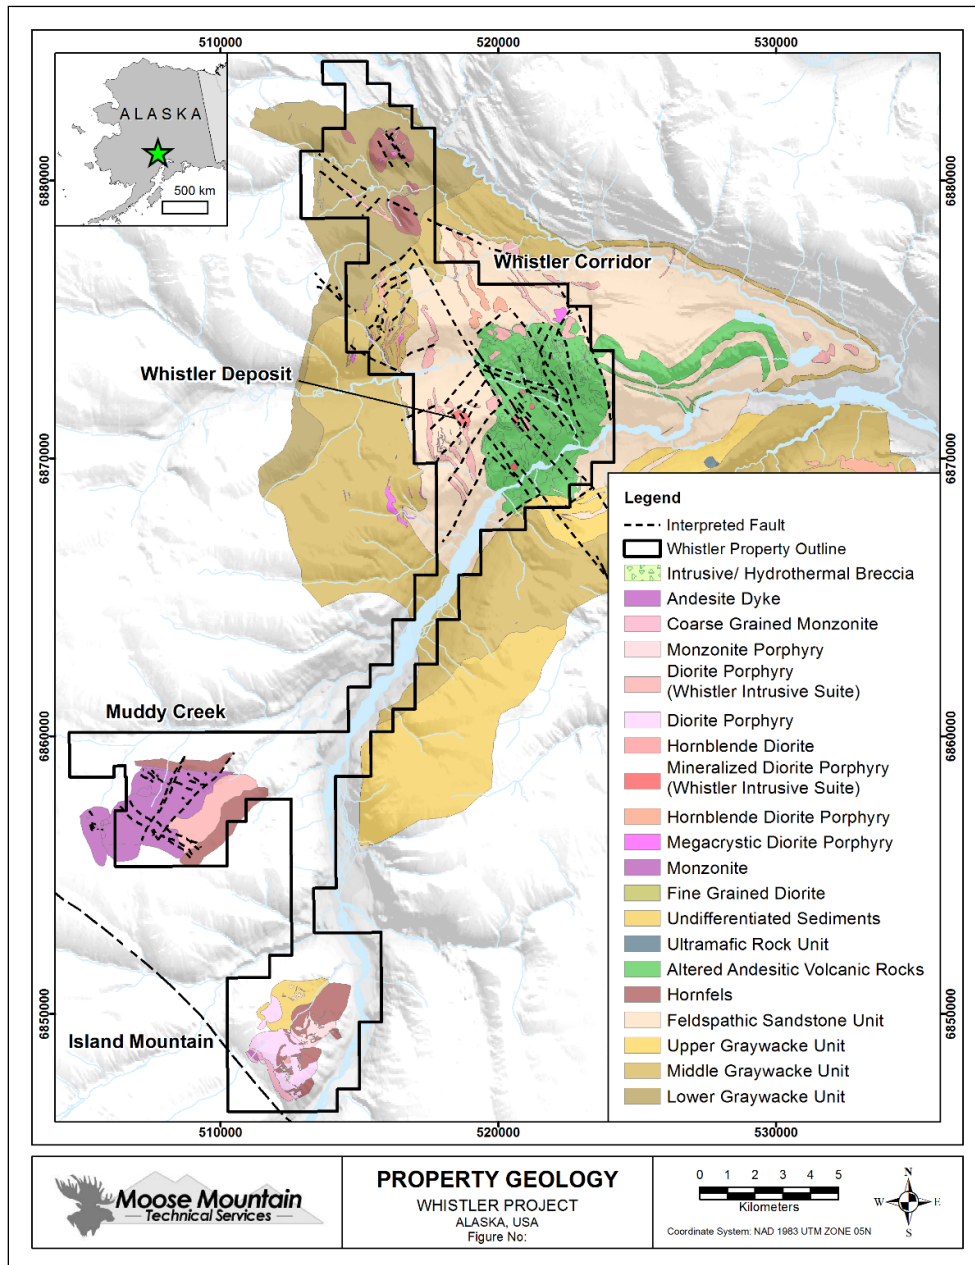 510000
520000
530000
ALASKA
500 km
6880000
6880000
Whistler Corridor
Whistler Deposit
6870000
6870000
Legend
Interpreted Fault
Whistler Property Outline
Intrusive/ Hydrothermal Breccia
Andesite Dyke
Coarse Grained Monzonite
Monzonite Porphyry
Diorite Porphyry
(Whistler Intrusive Suite)
Diorite Porphyry
Hornblende Diorite
Mineralized Diorite Porphyry
(Whistler Intrusive Suite)
Hornblende Diorite Porphyry
Megacrystic Diorite Porphyry
Monzonite
Fine Grained Diorite
Undifferentiated Sediments
Ultramafic Rock Unit
Altered Andesitic Volcanic Rocks
Hornfels
Feldspathic Sandstone Unit
Upper Graywacke Unit
Middle Graywacke Unit
Lower Graywacke Unit
Muddy Creek
6860000
6860000
Island Mountain
6850000
6850000
510000
520000
530000
Moose Mountain
Technical Services
PROPERTY GEOLOGY
WHISTLER PROJECT
ALASKA, USA
Figure No:
0 1 2 3 4 5
Kilometers
Coordinate System: NAD 1983 UTM ZONE 05N
N
W E
S